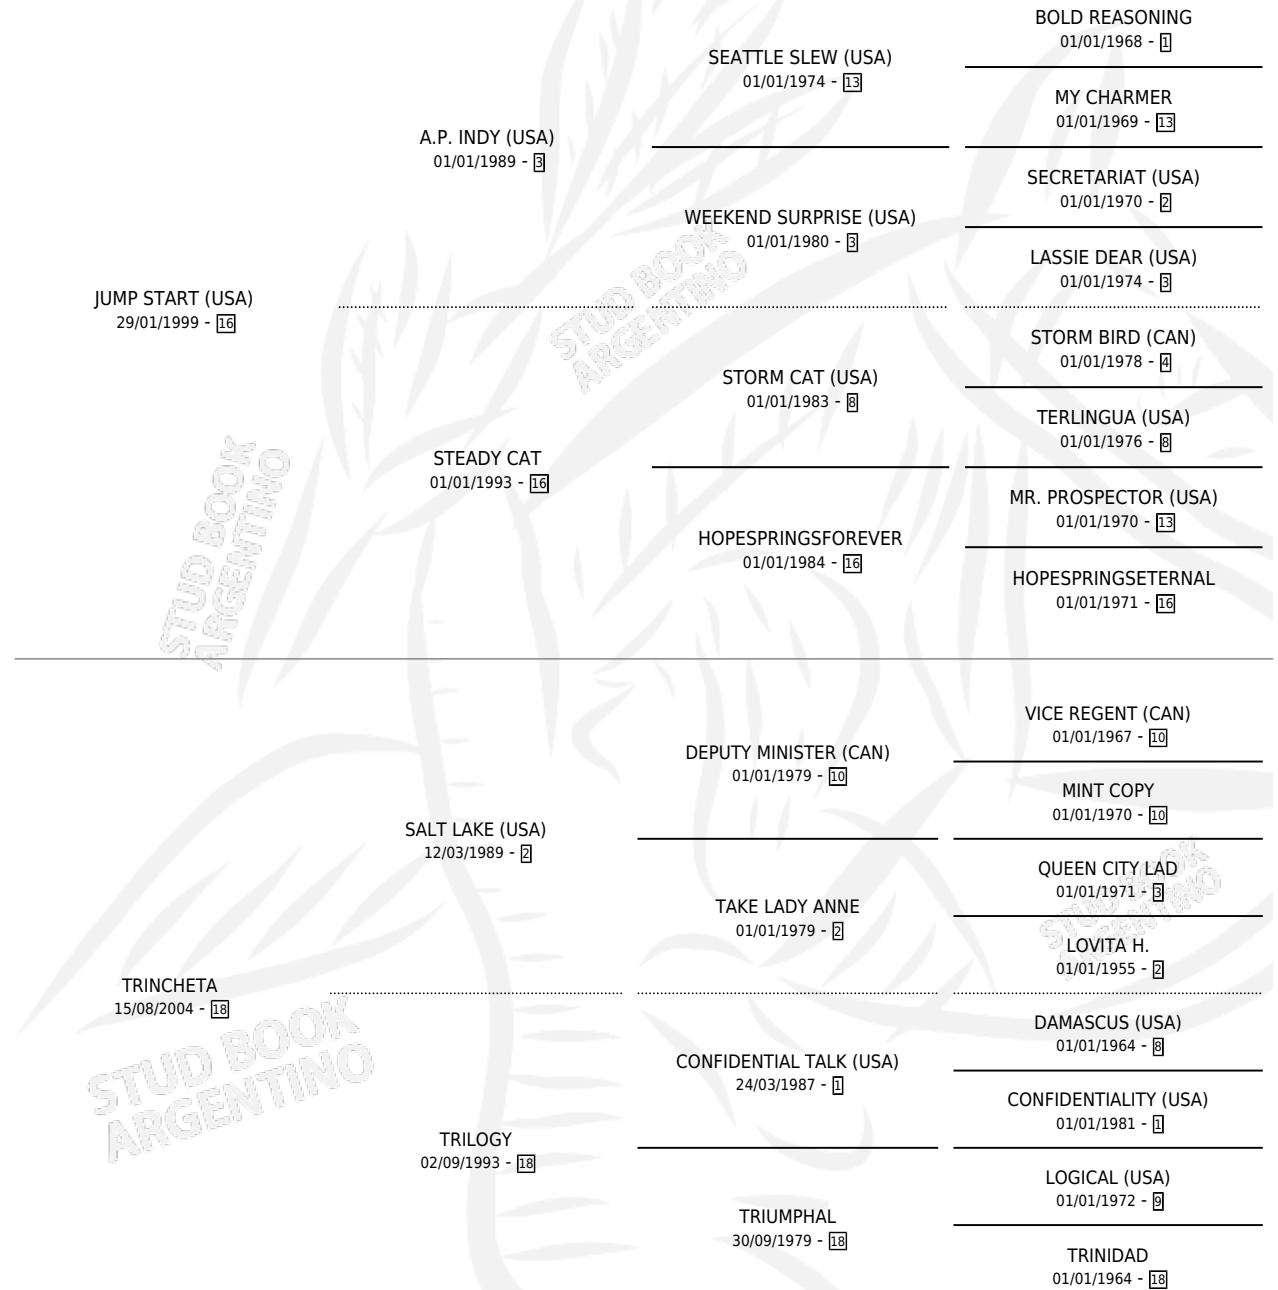 BOLD REASONING
01/01/1968 - 1
SEATTLE SLEW (USA)
01/01/1974 - 13
MY CHARMER
01/01/1969 - 13
A.P. INDY (USA)
01/01/1989 - 3
SECRETARIAT (USA)
01/01/1970 - 2
WEEKEND SURPRISE (USA)
01/01/1980 - 3
LASSIE DEAR (USA)
01/01/1974 - 3
JUMP START (USA)
29/01/1999 - 16
STORM BIRD (CAN)
01/01/1978 - 4
STORM CAT (USA)
01/01/1983 - 8
TERLINGUA (USA)
01/01/1976 - 8
STEADY CAT
01/01/1993 - 16
MR. PROSPECTOR (USA)
01/01/1970 - 13
HOPESPRINGSFOREVER
01/01/1984 - 16
HOPESPRINGSETERNAL
01/01/1971 - 16
VICE REGENT (CAN)
01/01/1967 - 10
DEPUTY MINISTER (CAN)
01/01/1979 - 10
MINT COPY
01/01/1970 - 10
SALT LAKE (USA)
12/03/1989 - 2
QUEEN CITY LAD
01/01/1971 - 3
TAKE LADY ANNE
01/01/1979 - 2
LOVITA H.
01/01/1955 - 2
TRINCHETA
15/08/2004 - 18
DAMASCUS (USA)
01/01/1964 - 8
CONFIDENTIAL TALK (USA)
24/03/1987 - 1
CONFIDENTIALITY (USA)
01/01/1981 - 1
TRILOGY
02/09/1993 - 18
LOGICAL (USA)
01/01/1972 - 9
TRIUMPHAL
30/09/1979 - 18
TRINIDAD
01/01/1964 - 18
STUD BOOK
ARGENTINO
STUD BOOK
ARGENTINO
STUD BOOK
ARGENTINO
STUD BOOK
ARGENTINO